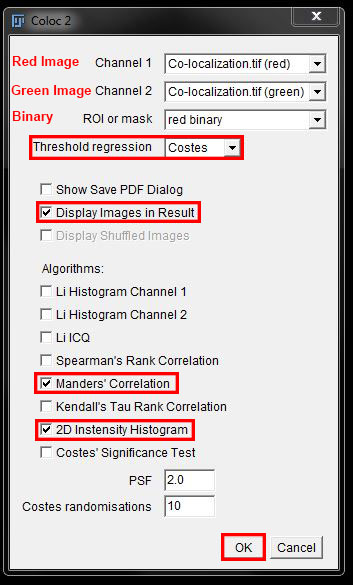 Coloc 2
Red Image Channel 1 Co-localization.tif (red)
Green Image Channel 2 Co-localization.tif (green)
Binary ROI or mask red binary
Threshold regression Costes
Show Save PDF Dialog
Display Images in Result
Display Shuffled Images
Algorithms:
Li Histogram Channel 1
Li Histogram Channel 2
Li ICQ
Spearman's Rank Correlation
Manders' Correlation
Kendall's Tau Rank Correlation
2D Instensity Histogram
Costes' Significance Test
PSF 2.0
Costes randomisations 10
OK Cancel